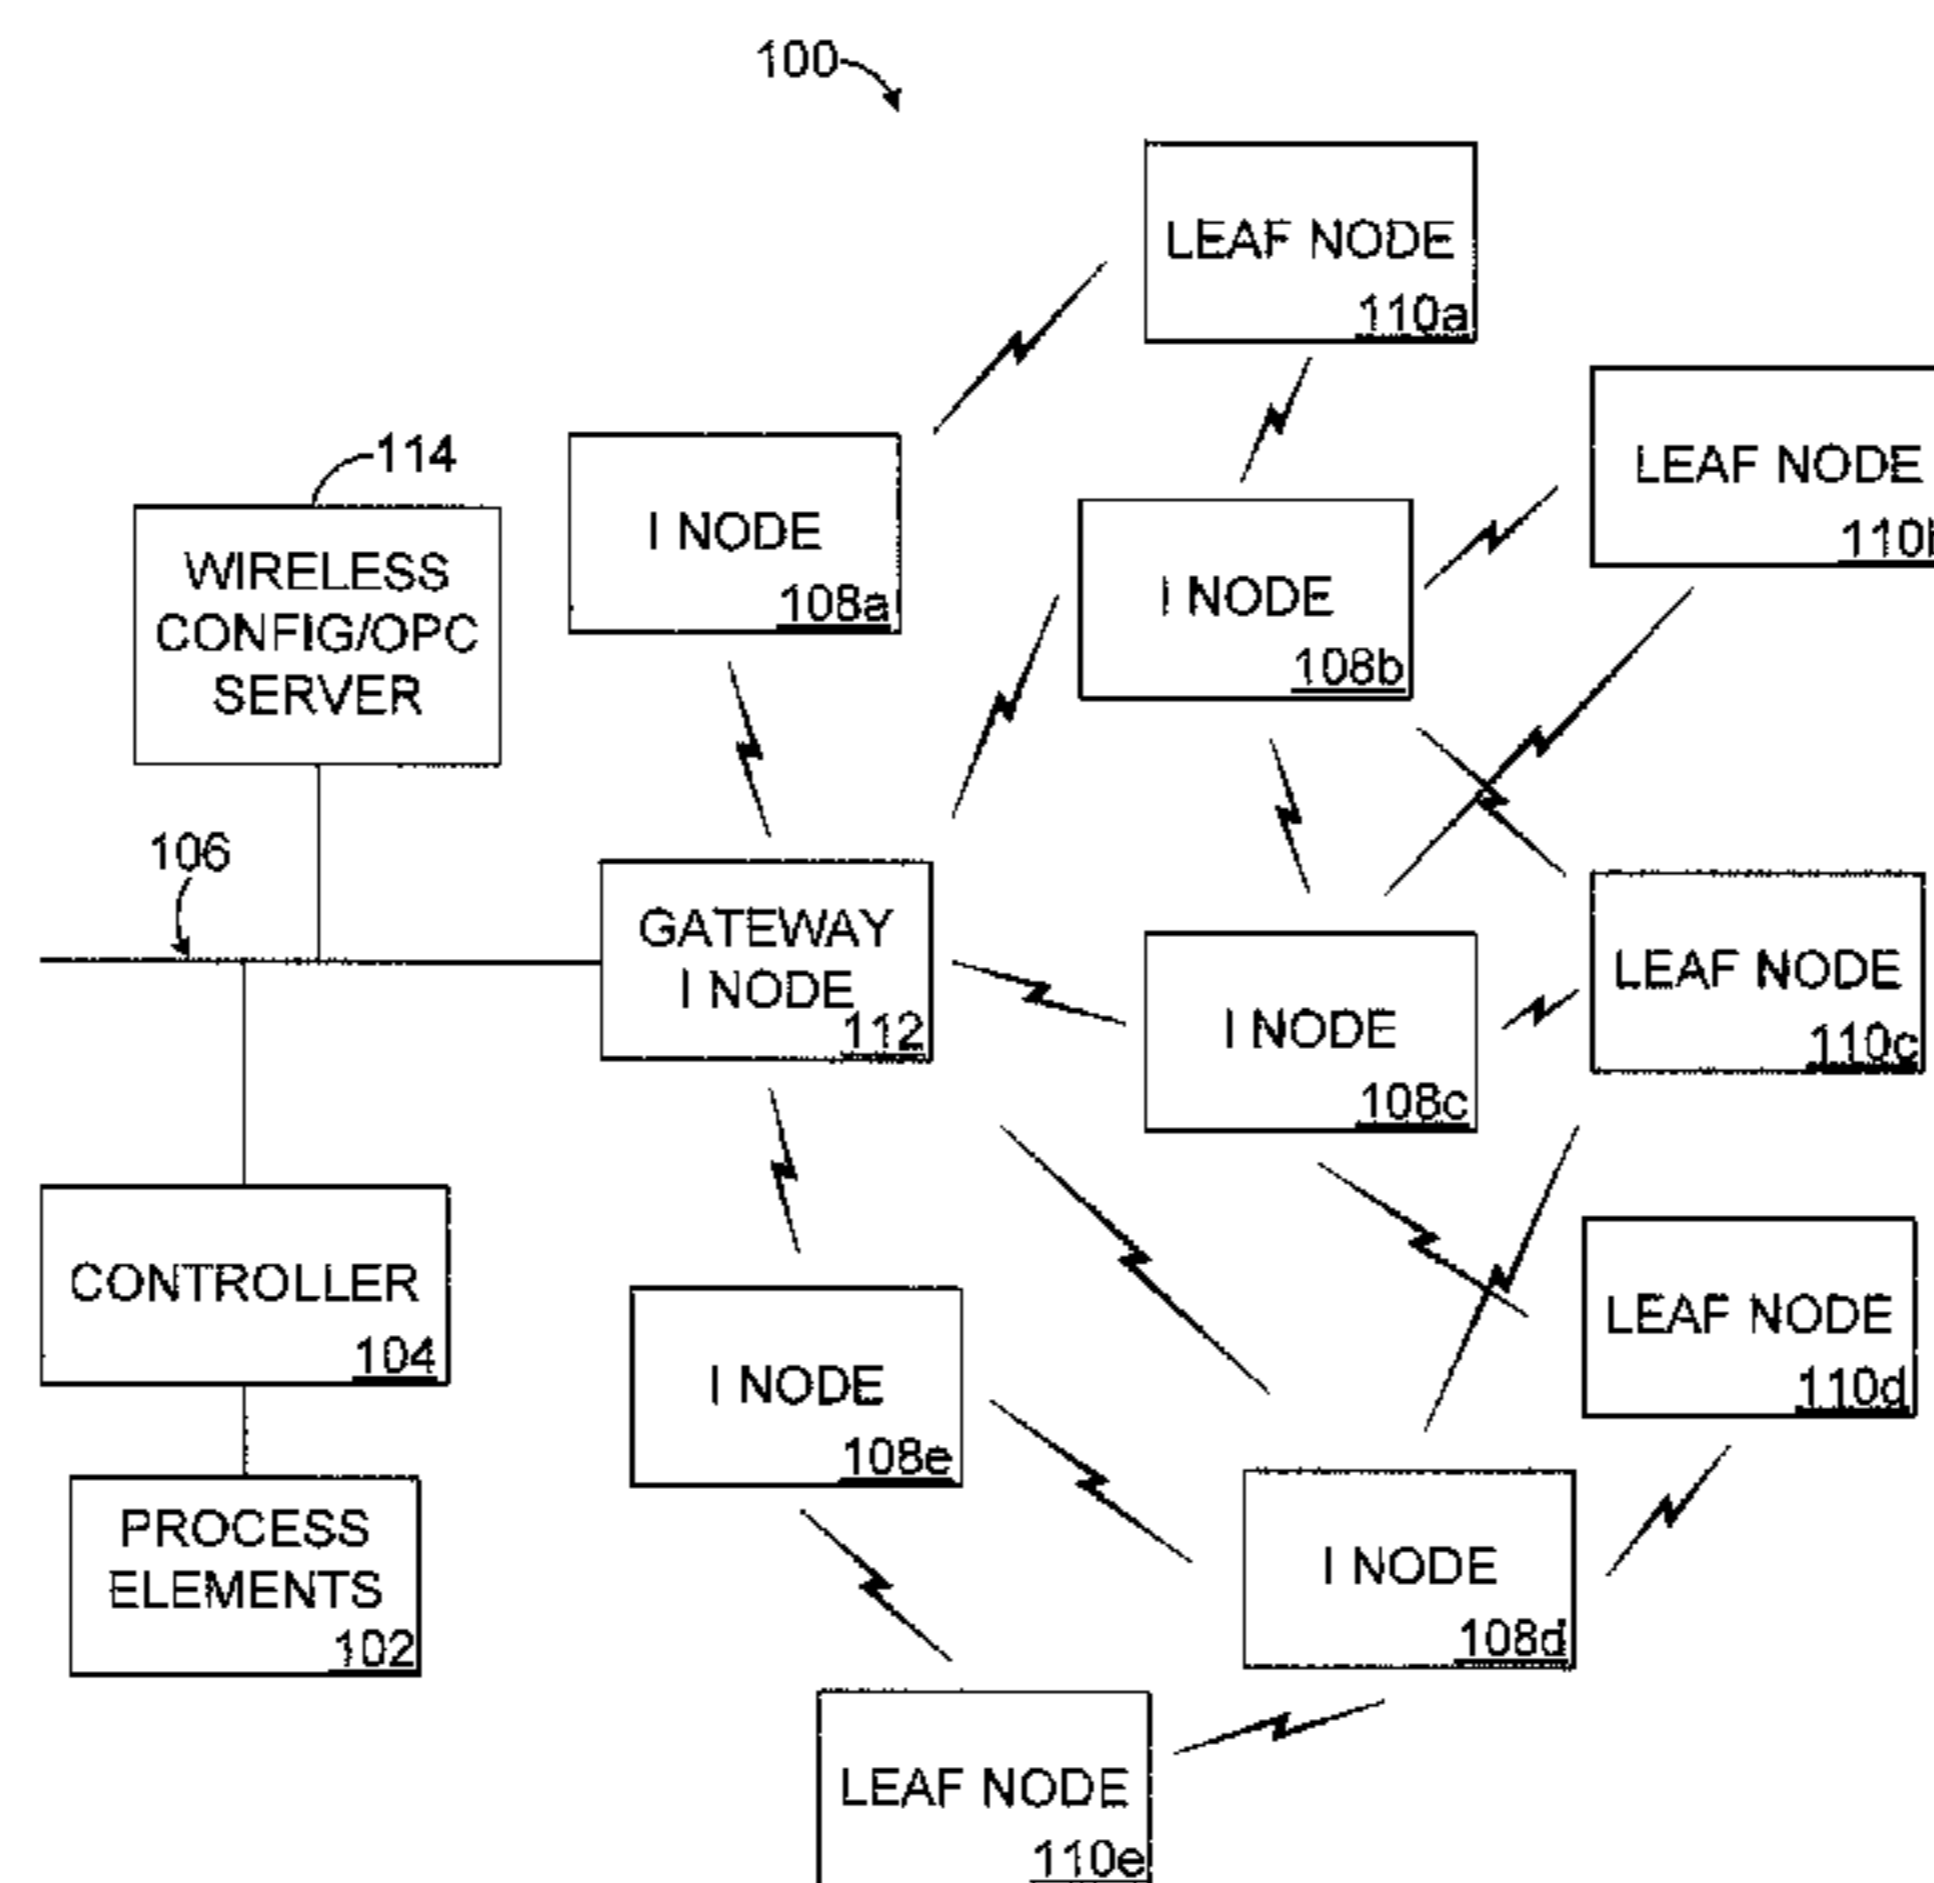 100
LEAF NODE
110a
LEAF NODE
110b
114
WIRELESS
CONFIG/OPC
SERVER
I NODE
108a
I NODE
108b
106
GATEWAY
I NODE
112
I NODE
108c
LEAF NODE
110c
CONTROLLER
104
LEAF NODE
110d
I NODE
108e
PROCESS
ELEMENTS
102
I NODE
108d
LEAF NODE
110e